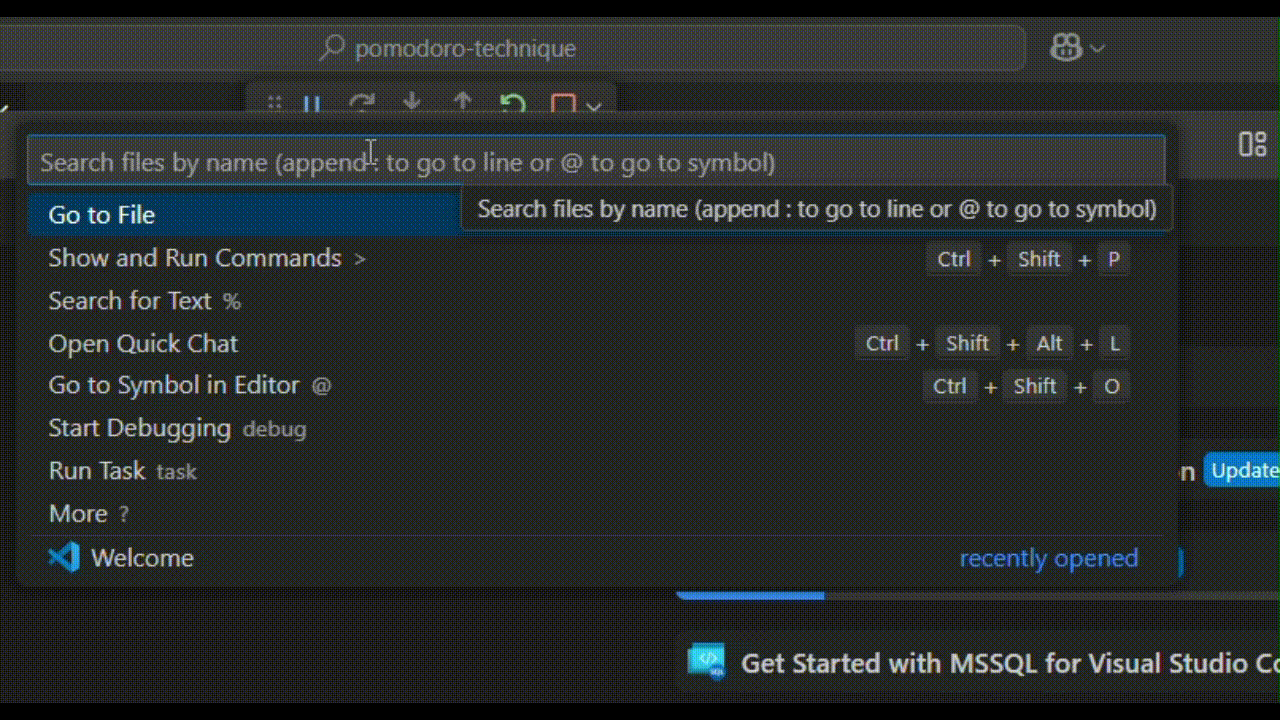 pomodoro-technique
Search files by name (append : to go to line or @ to go to symbol)
Go to File
Search files by name (append : to go to line or @ to go to symbol)
Show and Run Commands > Ctrl + Shift + P
Search for Text %
Open Quick Chat Ctrl + Shift + Alt + L
Go to Symbol in Editor @ Ctrl + Shift + O
Start Debugging debug
Run Task task
n Update
More ?
Welcome recently opened
Get Started with MSSQL for Visual Studio Co